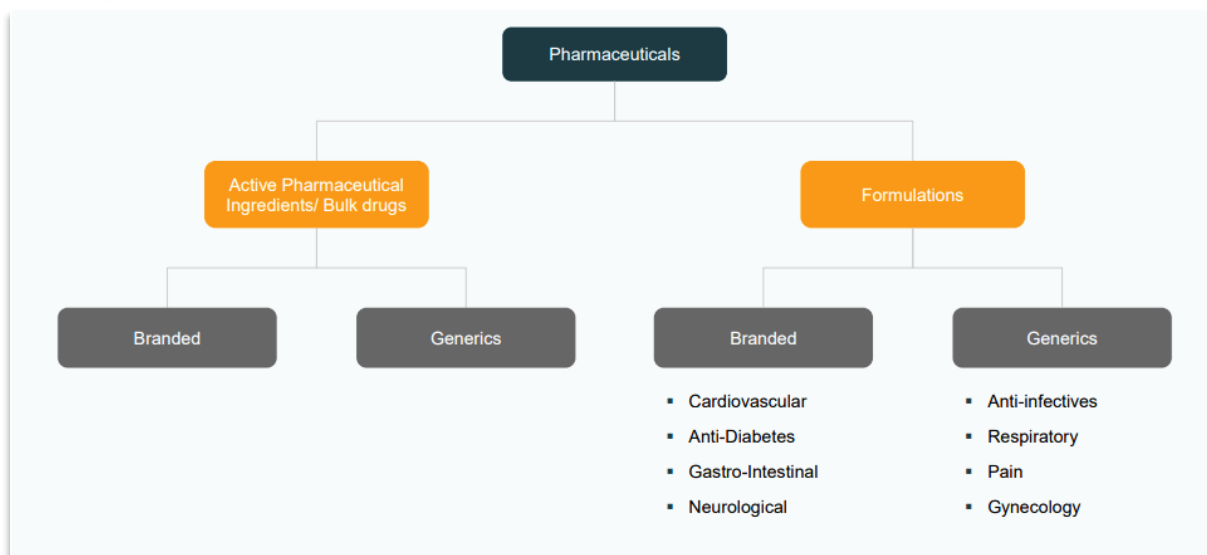 Pharmaceuticals
Active Pharmaceutical
Ingredients/ Bulk drugs
Formulations
Branded
Generics
Branded
Generics
▪ Cardiovascular
▪ Anti-Diabetes
▪ Gastro-Intestinal
▪ Neurological
▪ Anti-infectives
▪ Respiratory
▪ Pain
▪ Gynecology